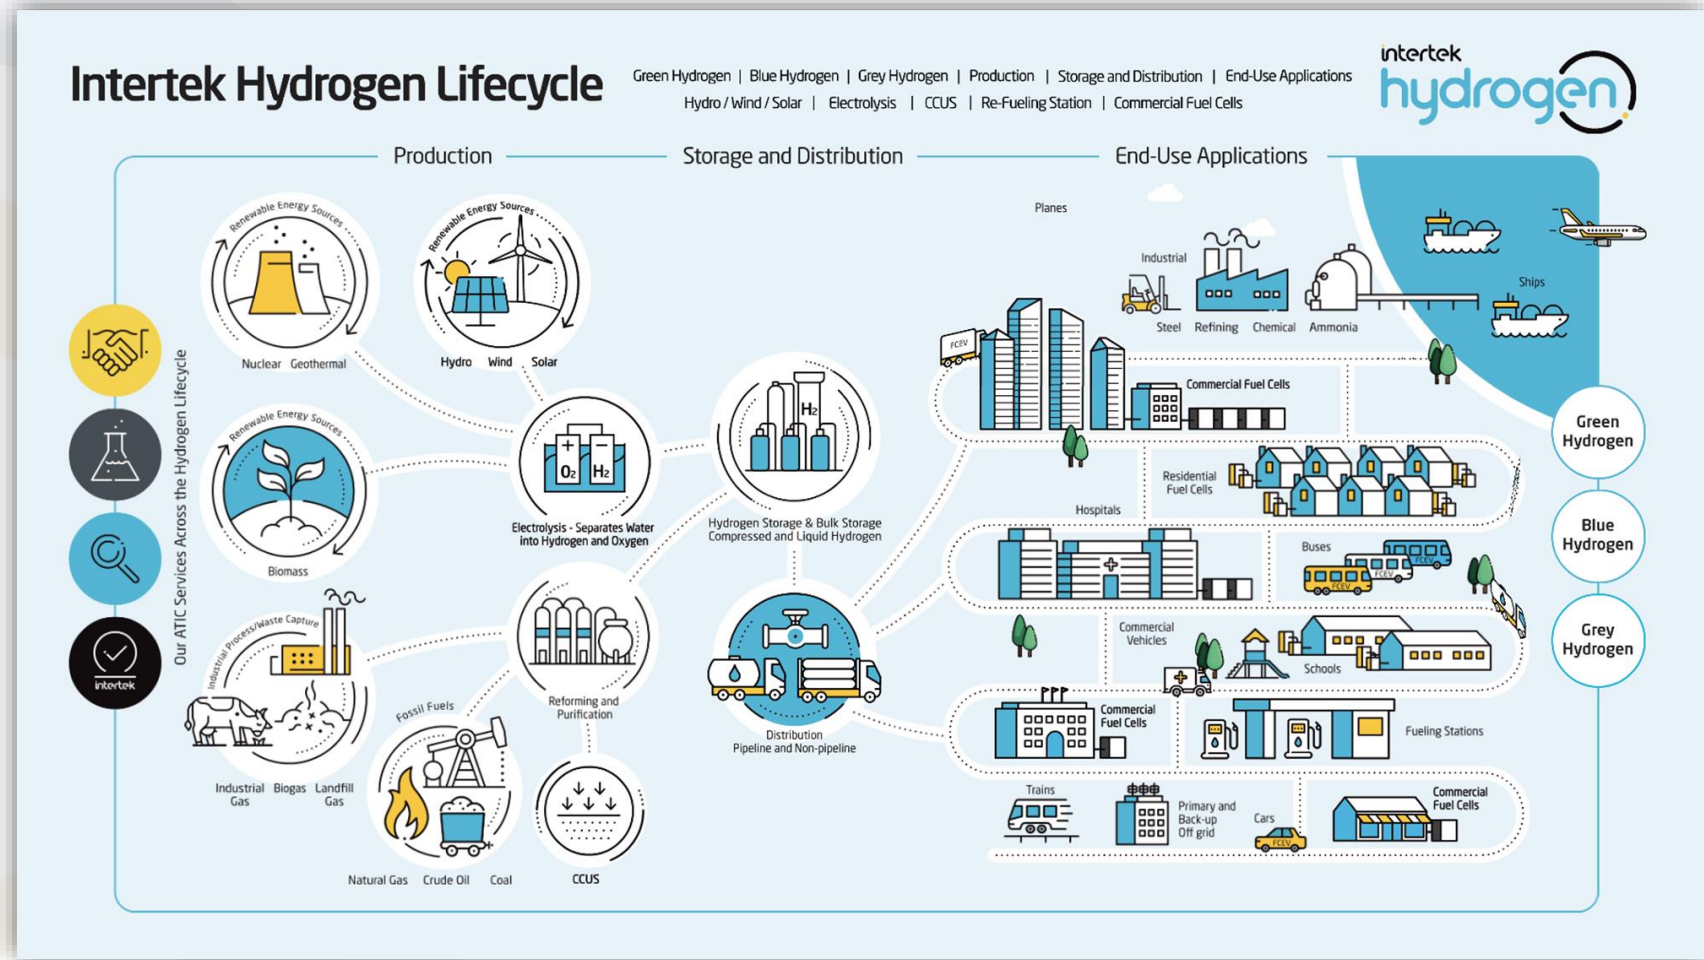 Intertek Hydrogen Lifecycle
Green Hydrogen | Blue Hydrogen | Grey Hydrogen | Production | Storage and Distribution | End-Use Applications
Hydro / Wind / Solar | Electrolysis | CCUS | Re-Fueling Station | Commercial Fuel Cells
intertek
hydrogen
Production
Storage and Distribution
End-Use Applications
Our ATIC Services Across the Hydrogen Lifecycle
intertek
Renewable Energy Sources
Nuclear Geothermal
Renewable Energy Sources
Hydro Wind Solar
Renewable Energy Sources
Biomass
Industrial Process/Waste Capture
Industrial Biogas Landfill
Gas Gas
Fossil Fuels
Natural Gas Crude Oil Coal
+ −
O2 H2
Electrolysis - Separates Water
into Hydrogen and Oxygen
Reforming and
Purification
CCUS
H2
Hydrogen Storage & Bulk Storage
Compressed and Liquid Hydrogen
Distribution
Pipeline and Non-pipeline
Planes
Industrial
Steel Refining Chemical Ammonia
Ships
FCEV
Commercial Fuel Cells
Residential
Fuel Cells
Hospitals
Buses
FCEV
FCEV
FCEV
Commercial
Vehicles
Schools
Commercial
Fuel Cells
Fueling Stations
Trains
Primary and
Back-up
Off grid
Cars
FCEV
Commercial
Fuel Cells
Green
Hydrogen
Blue
Hydrogen
Grey
Hydrogen